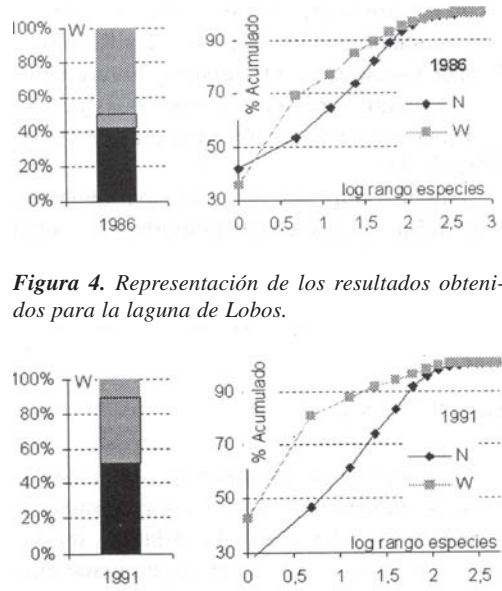 100% W
80%
60%
40%
20%
0%
1986
% Acumulado
90
70
50
30
1986
N
W
log rango especies
0 0,5 1 1,5 2 2,5 3
Figura 4. Representación de los resultados obteni-
dos para la laguna de Lobos.
100% W
80%
60%
40%
20%
0%
1991
% Acumulado
90
70
50
30
1991
N
W
log rango especies
0 0,5 1 1,5 2 2,5